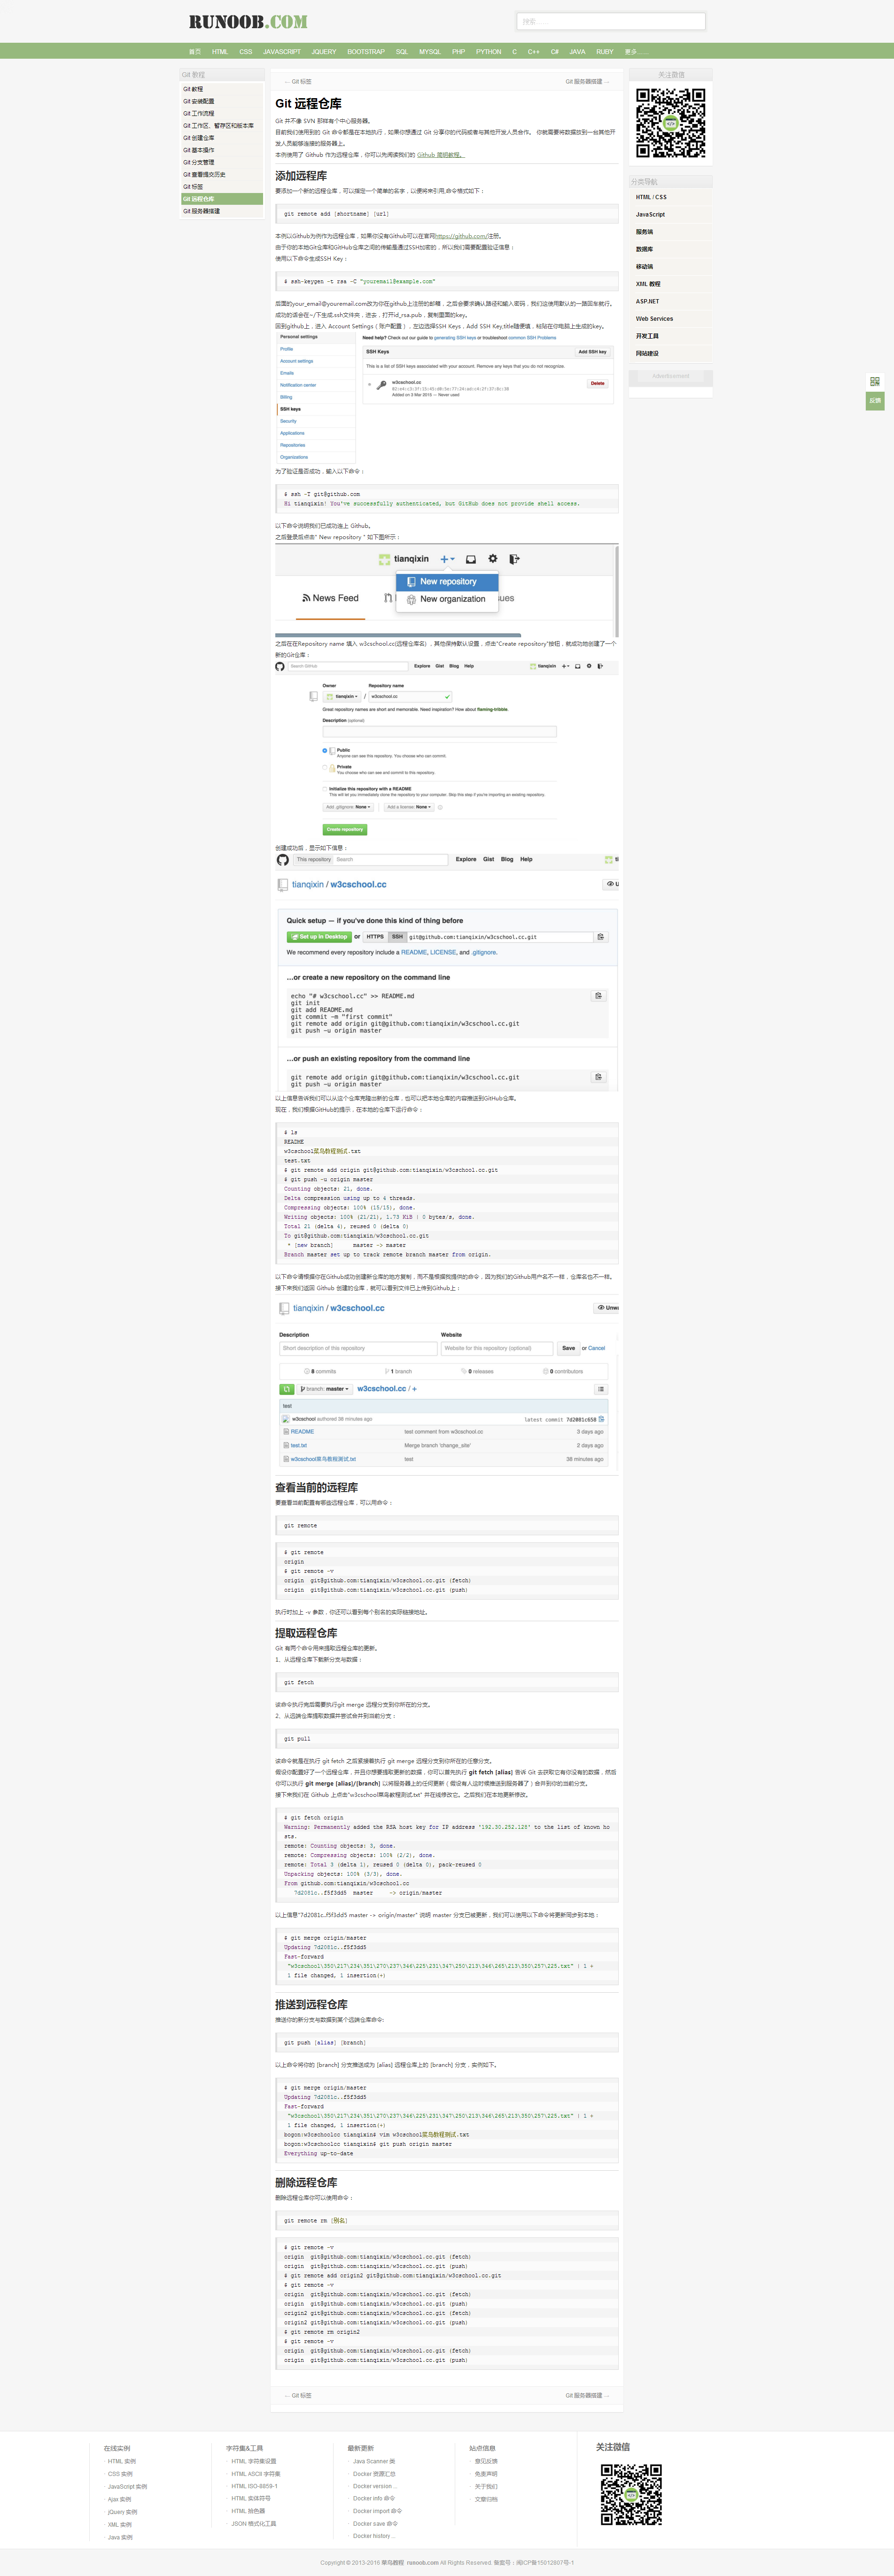 RUNOOB.COM
搜索……
首页 HTML CSS JAVASCRIPT JQUERY BOOTSTRAP SQL MYSQL PHP PYTHON C C++ C# JAVA RUBY 更多……
Git 教程
Git 教程
Git 安装配置
Git 工作流程
Git 工作区、暂存区和版本库
Git 创建仓库
Git 基本操作
Git 分支管理
Git 查看提交历史
Git 标签
Git 远程仓库
Git 服务器搭建
← Git 标签
Git 服务器搭建 →
Git 远程仓库
Git 并不像 SVN 那样有个中心服务器。
目前我们使用到的 Git 命令都是在本地执行，如果你想通过 Git 分享你的代码或者与其他开发人员合作。 你就需要将数据放到一台其他开
发人员能够连接的服务器上。
本例使用了 Github 作为远程仓库，你可以先阅读我们的 Github 简明教程。
添加远程库
要添加一个新的远程仓库，可以指定一个简单的名字，以便将来引用,命令格式如下：
git remote add [shortname] [url]
本例以Github为例作为远程仓库，如果你没有Github可以在官网https://github.com/注册。
由于你的本地Git仓库和GitHub仓库之间的传输是通过SSH加密的，所以我们需要配置验证信息：
使用以下命令生成SSH Key：
# ssh-keygen -t rsa -C "youremail@example.com"
后面的your_email@youremail.com改为你在github上注册的邮箱，之后会要求确认路径和输入密码，我们这使用默认的一路回车就行。
成功的话会在~/下生成.ssh文件夹，进去，打开id_rsa.pub，复制里面的key。
回到github上，进入 Account Settings（账户配置），左边选择SSH Keys，Add SSH Key,title随便填，粘贴在你电脑上生成的key。
Personal settings
Profile
Account settings
Emails
Notification center
Billing
SSH keys
Security
Applications
Repositories
Organizations
Need help? Check out our guide to generating SSH keys or troubleshoot common SSH Problems
SSH Keys
Add SSH key
This is a list of SSH keys associated with your account. Remove any keys that you do not recognize.
w3cschool.cc
Added on 3 Mar 2015 — Never used
Delete
为了验证是否成功，输入以下命令：
# ssh -T git@github.com
Hi tianqixin! You've successfully authenticated, but GitHub does not provide shell access.
以下命令说明我们已成功连上 Github。
之后登录后点击" New repository " 如下图所示：
tianqixin
New repository
New organization
News Feed
ues
之后在在Repository name 填入 w3cschool.cc(远程仓库名) ，其他保持默认设置，点击"Create repository"按钮，就成功地创建了一个
新的Git仓库：
Search GitHub
Explore Gist Blog Help
tianqixin
Owner
Repository name
tianqixin / w3cschool.cc
Great repository names are short and memorable. Need inspiration? How about flaming-tribble.
Description (optional)
Public
Anyone can see this repository. You choose who can commit.
Private
You choose who can see and commit to this repository.
Initialize this repository with a README
This will let you immediately clone the repository to your computer. Skip this step if you're importing an existing repository.
Add .gitignore: None
Add a license: None
Create repository
创建成功后，显示如下信息：
This repository Search
Explore Gist Blog Help
ti
tianqixin / w3cschool.cc
U
Quick setup — if you've done this kind of thing before
Set up in Desktop or HTTPS SSH git@github.com:tianqixin/w3cschool.cc.git
We recommend every repository include a README, LICENSE, and .gitignore.
…or create a new repository on the command line
echo "# w3cschool.cc" >> README.md
git init
git add README.md
git commit -m "first commit"
git remote add origin git@github.com:tianqixin/w3cschool.cc.git
git push -u origin master
…or push an existing repository from the command line
git remote add origin git@github.com:tianqixin/w3cschool.cc.git
git push -u origin master
以上信息告诉我们可以从这个仓库克隆出新的仓库，也可以把本地仓库的内容推送到GitHub仓库。
现在，我们根据GitHub的提示，在本地的仓库下运行命令：
# ls
README
w3cschool菜鸟教程测试.txt
test.txt
# git remote add origin git@github.com:tianqixin/w3cschool.cc.git
# git push -u origin master
Counting objects: 21, done.
Delta compression using up to 4 threads.
Compressing objects: 100% (15/15), done.
Writing objects: 100% (21/21), 1.73 KiB | 0 bytes/s, done.
Total 21 (delta 4), reused 0 (delta 0)
To git@github.com:tianqixin/w3cschool.cc.git
* [new branch] master -> master
Branch master set up to track remote branch master from origin.
以下命令请根据你在Github成功创建新仓库的地方复制，而不是根据我提供的命令，因为我们的Github用户名不一样，仓库名也不一样。
接下来我们返回 Github 创建的仓库，就可以看到文件已上传到Github上：
tianqixin / w3cschool.cc
Unwa
Description
Website
Short description of this repository
Website for this repository (optional)
Save or Cancel
8 commits
1 branch
0 releases
0 contributors
branch: master
w3cschool.cc / +
test
w3cschool authored 38 minutes ago
latest commit 7d2081c650
README test comment from w3cschool.cc 3 days ago
test.txt Merge branch 'change_site' 2 days ago
w3cschool菜鸟教程测试.txt test 38 minutes ago
查看当前的远程库
要查看当前配置有哪些远程仓库，可以用命令：
git remote
# git remote
origin
# git remote -v
origin git@github.com:tianqixin/w3cschool.cc.git (fetch)
origin git@github.com:tianqixin/w3cschool.cc.git (push)
执行时加上 -v 参数，你还可以看到每个别名的实际链接地址。
提取远程仓库
Git 有两个命令用来提取远程仓库的更新。
1、从远程仓库下载新分支与数据：
git fetch
该命令执行完后需要执行git merge 远程分支到你所在的分支。
2、从远端仓库提取数据并尝试合并到当前分支：
git pull
该命令就是在执行 git fetch 之后紧接着执行 git merge 远程分支到你所在的任意分支。
假设你配置好了一个远程仓库，并且你想要提取更新的数据，你可以首先执行 git fetch [alias] 告诉 Git 去获取它有你没有的数据，然后
你可以执行 git merge [alias]/[branch] 以将服务器上的任何更新（假设有人这时候推送到服务器了）合并到你的当前分支。
接下来我们在 Github 上点击"w3cschool菜鸟教程测试.txt" 并在线修改它。之后我们在本地更新修改。
# git fetch origin
Warning: Permanently added the RSA host key for IP address '192.30.252.128' to the list of known ho
sts.
remote: Counting objects: 3, done.
remote: Compressing objects: 100% (2/2), done.
remote: Total 3 (delta 1), reused 0 (delta 0), pack-reused 0
Unpacking objects: 100% (3/3), done.
From github.com:tianqixin/w3cschool.cc
7d2081c..f5f3dd5 master -> origin/master
以上信息"7d2081c..f5f3dd5 master -> origin/master" 说明 master 分支已被更新，我们可以使用以下命令将更新同步到本地：
# git merge origin/master
Updating 7d2081c..f5f3dd5
Fast-forward
"w3cschool\350\217\234\351\270\237\346\225\231\347\250\213\346\265\213\350\257\225.txt" | 1 +
1 file changed, 1 insertion(+)
推送到远程仓库
推送你的新分支与数据到某个远端仓库命令:
git push [alias] [branch]
以上命令将你的 [branch] 分支推送成为 [alias] 远程仓库上的 [branch] 分支，实例如下。
# git merge origin/master
Updating 7d2081c..f5f3dd5
Fast-forward
"w3cschool\350\217\234\351\270\237\346\225\231\347\250\213\346\265\213\350\257\225.txt" | 1 +
1 file changed, 1 insertion(+)
bogon:w3cschoolcc tianqixin$ vim w3cschool菜鸟教程测试.txt
bogon:w3cschoolcc tianqixin$ git push origin master
Everything up-to-date
删除远程仓库
删除远程仓库你可以使用命令：
git remote rm [别名]
# git remote -v
origin git@github.com:tianqixin/w3cschool.cc.git (fetch)
origin git@github.com:tianqixin/w3cschool.cc.git (push)
# git remote add origin2 git@github.com:tianqixin/w3cschool.cc.git
# git remote -v
origin git@github.com:tianqixin/w3cschool.cc.git (fetch)
origin git@github.com:tianqixin/w3cschool.cc.git (push)
origin2 git@github.com:tianqixin/w3cschool.cc.git (fetch)
origin2 git@github.com:tianqixin/w3cschool.cc.git (push)
# git remote rm origin2
# git remote -v
origin git@github.com:tianqixin/w3cschool.cc.git (fetch)
origin git@github.com:tianqixin/w3cschool.cc.git (push)
← Git 标签
Git 服务器搭建 →
关注微信
分类导航
HTML / CSS
JavaScript
服务端
数据库
移动端
XML 教程
ASP.NET
Web Services
开发工具
网站建设
Advertisement
反馈
在线实例
· HTML 实例
· CSS 实例
· JavaScript 实例
· Ajax 实例
· jQuery 实例
· XML 实例
· Java 实例
字符集&工具
· HTML 字符集设置
· HTML ASCII 字符集
· HTML ISO-8859-1
· HTML 实体符号
· HTML 拾色器
· JSON 格式化工具
最新更新
· Java Scanner 类
· Docker 资源汇总
· Docker version ...
· Docker info 命令
· Docker import 命令
· Docker save 命令
· Docker history ...
站点信息
· 意见反馈
· 免责声明
· 关于我们
· 文章归档
关注微信
Copyright © 2013-2016 菜鸟教程 runoob.com All Rights Reserved. 备案号：闽ICP备15012807号-1